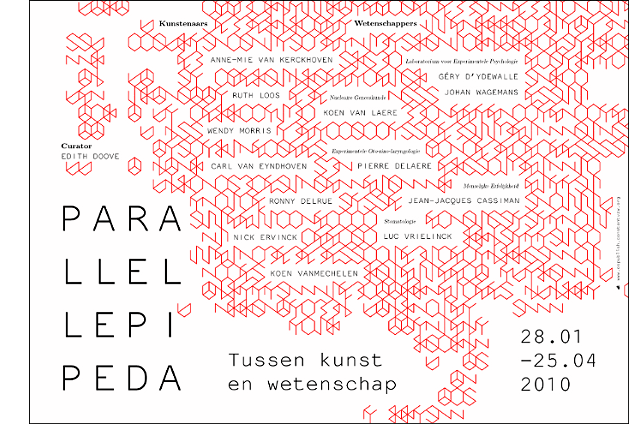 Kunstenaars
Wetenschappers
ANNE-MIE VAN KERCKHOVEN
Laboratorium voor Experimentele Psychologie
GÉRY D'YDEWALLE
JOHAN WAGEMANS
RUTH LOOS
Nucleaire Geneeskunde
KOEN VAN LAERE
WENDY MORRIS
Curator
EDITH DOOVE
Experimentele Oto-rino-laryngologie
CARL VAN EYNDHOVEN
PIERRE DELAERE
Menselijke Erfelijkheid
RONNY DELRUE
JEAN-JACQUES CASSIMAN
Stomatologie
NICK ERVINCK
LUC VRIELINCK
KOEN VANMECHELEN
PARA
LLEL
LEPI
PEDA
Tussen kunst
en wetenschap
28.01
–25.04
2010